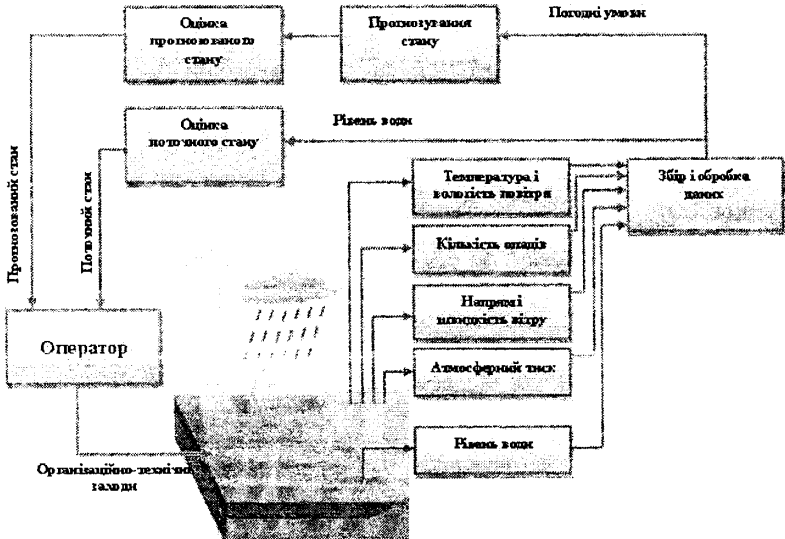 Оцінка
прогнозованого
стану
Прогнозування
стану
Погодні умови
Оцінка
поточного стану
Рівень води
Температура і
вологість повітря
Збір і обробка
даних
Прогнозований стан
Поточний стан
Кількість опадів
Напрям і
швидкість вітру
Оператор
Атмосферний тиск
Рівень води
Організаційно-технічні
заходи